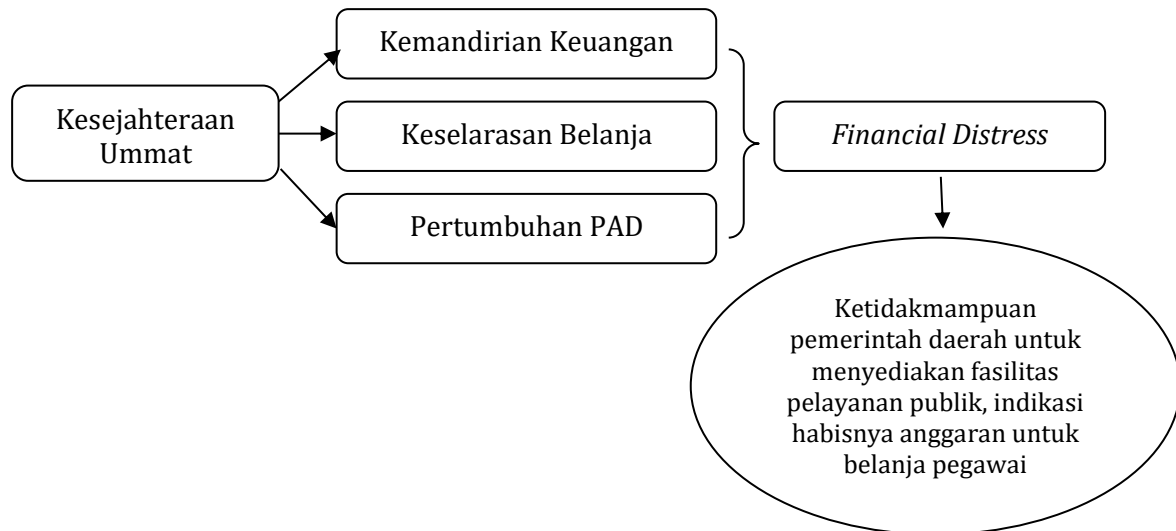 Kesejahteraan
Ummat
Kemandirian Keuangan
Keselarasan Belanja
Pertumbuhan PAD
Financial Distress
Ketidakmampuan
pemerintah daerah untuk
menyediakan fasilitas
pelayanan publik, indikasi
habisnya anggaran untuk
belanja pegawai